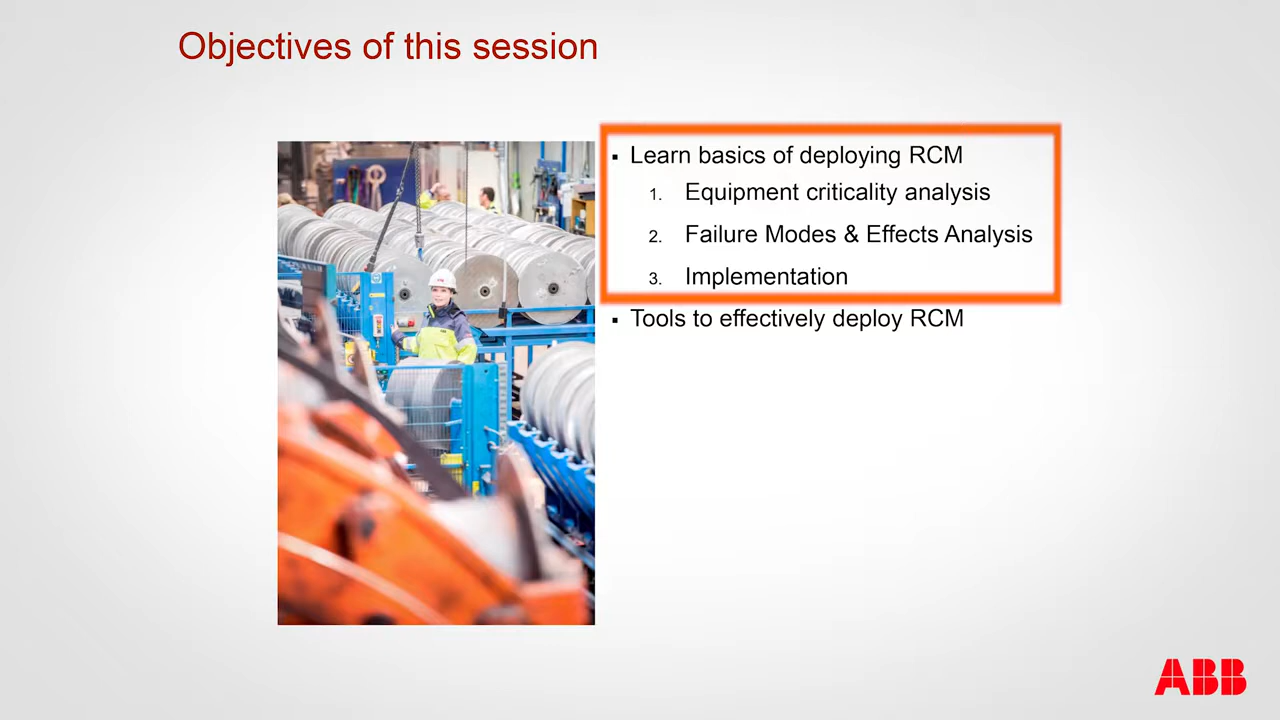 Objectives of this session
▪ Learn basics of deploying RCM
1. Equipment criticality analysis
2. Failure Modes & Effects Analysis
3. Implementation
▪ Tools to effectively deploy RCM
ABB